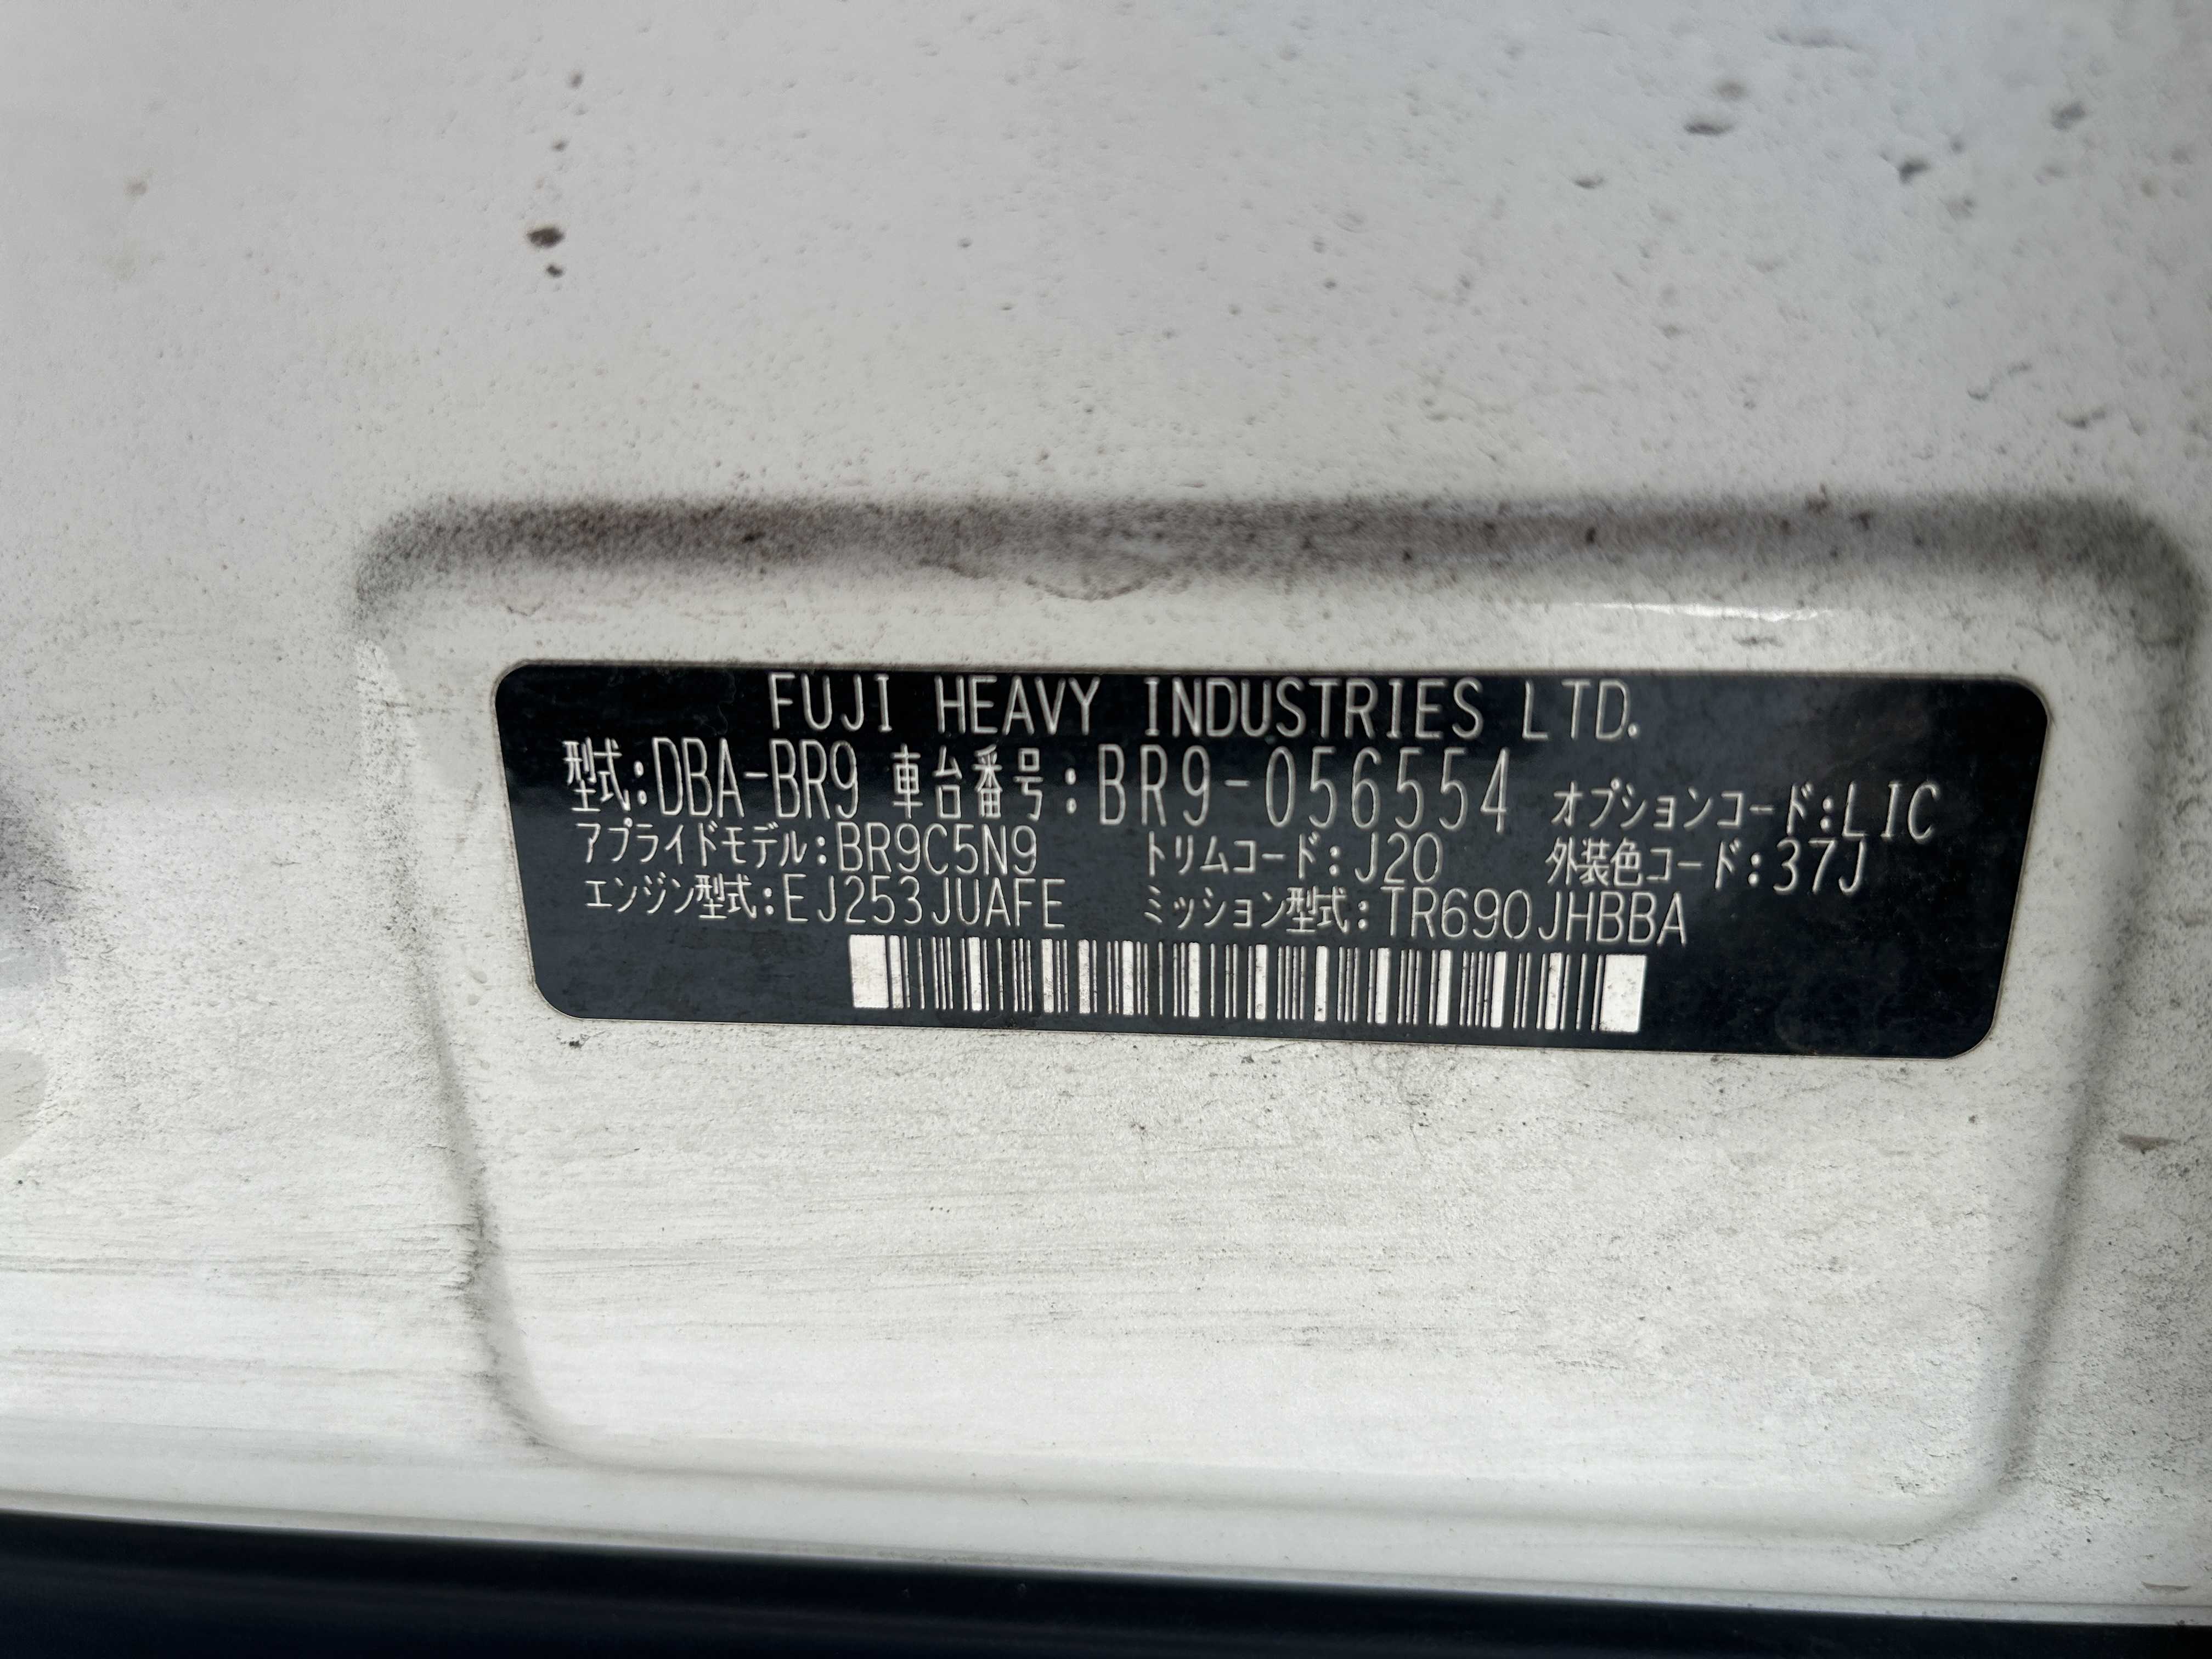 FUJI HEAVY INDUSTRIES LTD.
型式:DBA-BR9 車台番号:BR9-056554 オプションコード:LIC
アプライドモデル:BR9C5N9 トリムコード:J20 外装色コード:37J
エンジン型式:EJ253JUAFE ミッション型式:TR690JHBBA